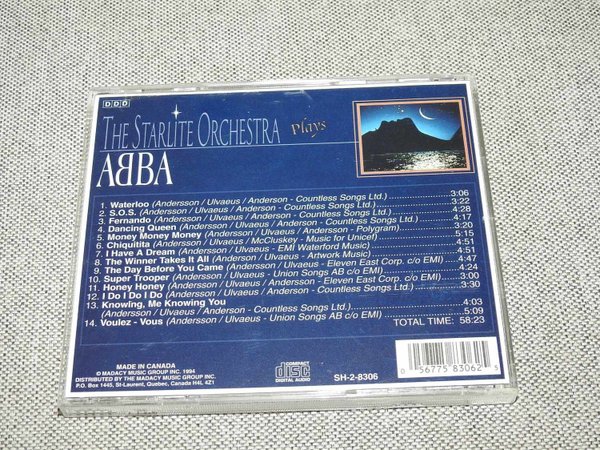 DDD
THE STARLITE ORCHESTRA Plays
ABBA
1. Waterloo (Andersson / Ulvaeus / Anderson - Countless Songs Ltd.) 3:06
2. S.O.S. (Andersson / Ulvaeus / Anderson - Countless Songs Ltd.) 3:22
3. Fernando (Andersson / Ulvaeus / Anderson - Countless Songs Ltd.) 4:28
4. Dancing Queen (Andersson / Ulvaeus / Anderson - Countless Songs Ltd.) 4:17
5. Money Money Money (Andersson / Ulvaeus / Andersson - Polygram) 3:20
6. Chiquitita (Andersson / Ulvaeus / McCluskey - Music for Unicef) 5:15
7. I Have A Dream (Andersson / Ulvaeus - EMI Waterford Music) 4:51
8. The Winner Takes It All (Anderson / Ulvaeus - Artwork Music) 4:51
9. The Day Before You Came (Andersson / Ulvaeus - Eleven East Corp. c/o EMI) 4:47
10. Super Trooper (Andersson / Ulvaeus - Union Songs AB c/o EMI) 4:24
11. Honey Honey (Andersson / Ulvaeus / Anderson - Eleven East Corp. c/o EMI) 3:00
12. I Do I Do I Do (Andersson / Ulvaeus / Anderson - Countless Songs Ltd.) 3:30
13. Knowing, Me Knowing You
(Andersson / Ulvaeus / Anderson - Countless Songs Ltd.) 4:03
14. Voulez - Vous (Andersson / Ulvaeus - Union Songs AB c/o EMI) 5:09
TOTAL TIME: 58:23
MADE IN CANADA
© MADACY MUSIC GROUP INC. 1994
DISTRIBUTED BY THE MADACY MUSIC GROUP INC.
P.O. Box 1445, St-Laurent, Quebec, Canada H4L 4Z1
COMPACT
disc
DIGITAL AUDIO
SH-2-8306
0 56775 83062 5